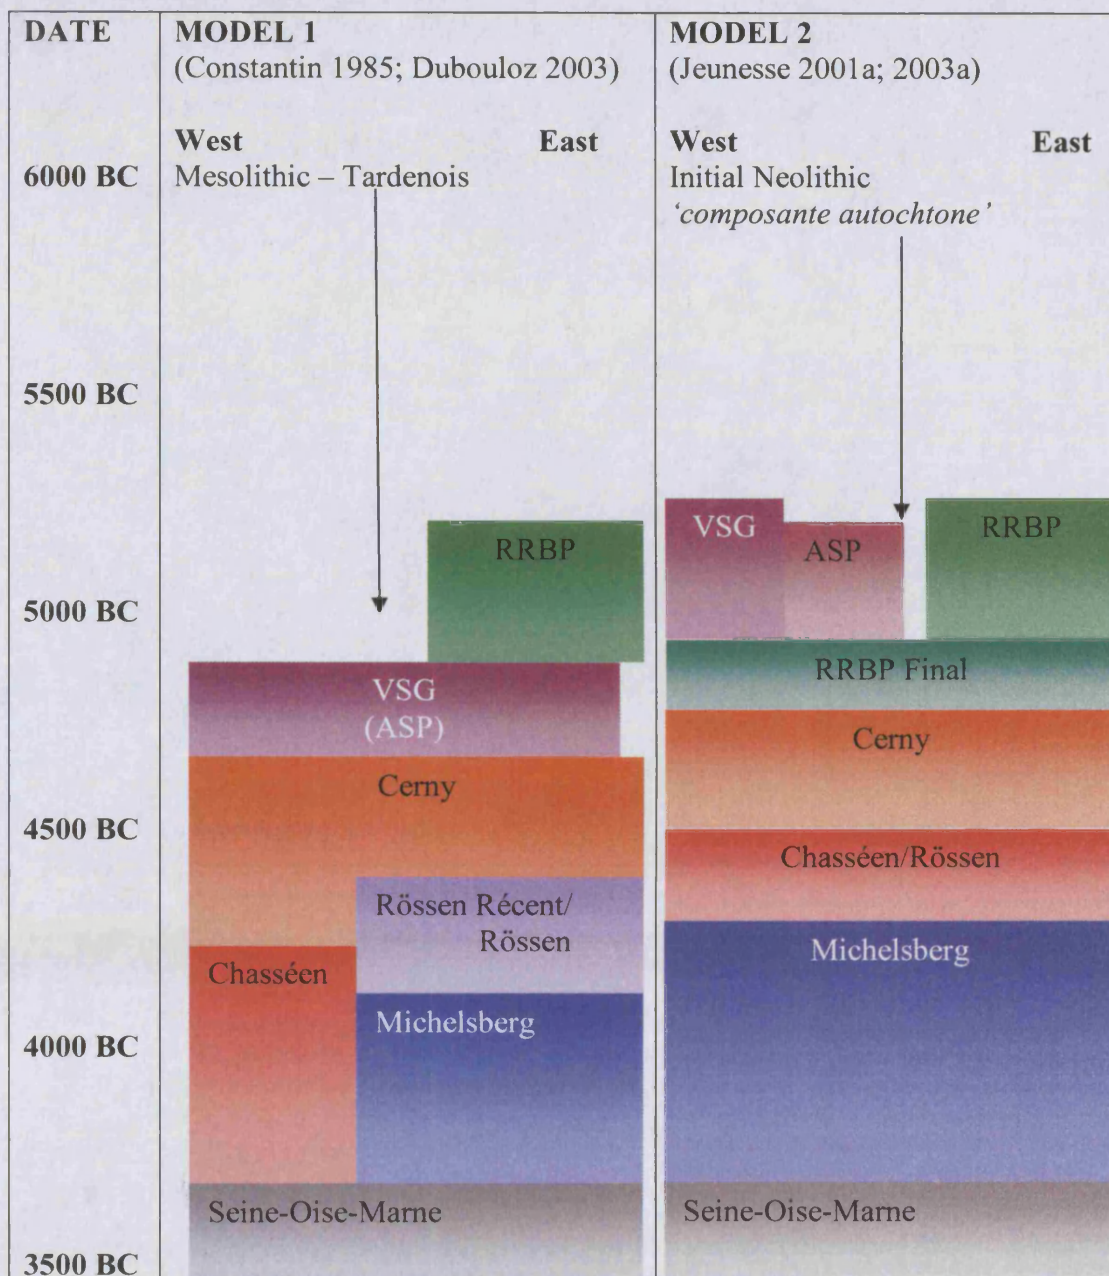 DATE
MODEL 1
(Constantin 1985; Dubouloz 2003)
West East
Mesolithic – Tardenois
MODEL 2
(Jeunesse 2001a; 2003a)
West East
Initial Neolithic
‘composante autochtone’
6000 BC
5500 BC
5000 BC
4500 BC
4000 BC
3500 BC
RRBP
VSG
(ASP)
Cerny
Rössen Récent/
Rössen
Chasséen
Michelsberg
Seine-Oise-Marne
VSG
ASP
RRBP
RRBP Final
Cerny
Chasséen/Rössen
Michelsberg
Seine-Oise-Marne